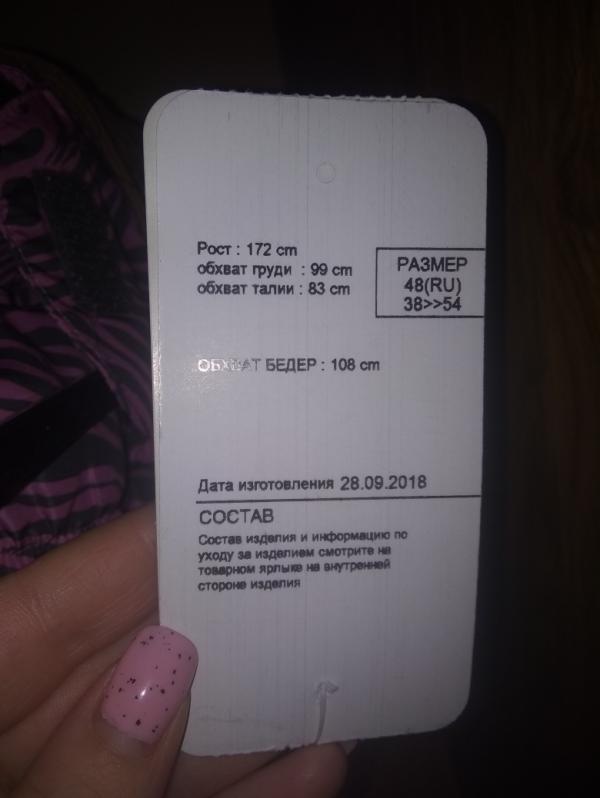 Рост : 172 cm
обхват груди : 99 cm
обхват талии : 83 cm
РАЗМЕР
48(RU)
38>>54
ОБХВАТ БЕДЕР : 108 cm
Дата изготовления 28.09.2018
СОСТАВ
Состав изделия и информацию по
уходу за изделием смотрите на
товарном ярлыке на внутренней
стороне изделия